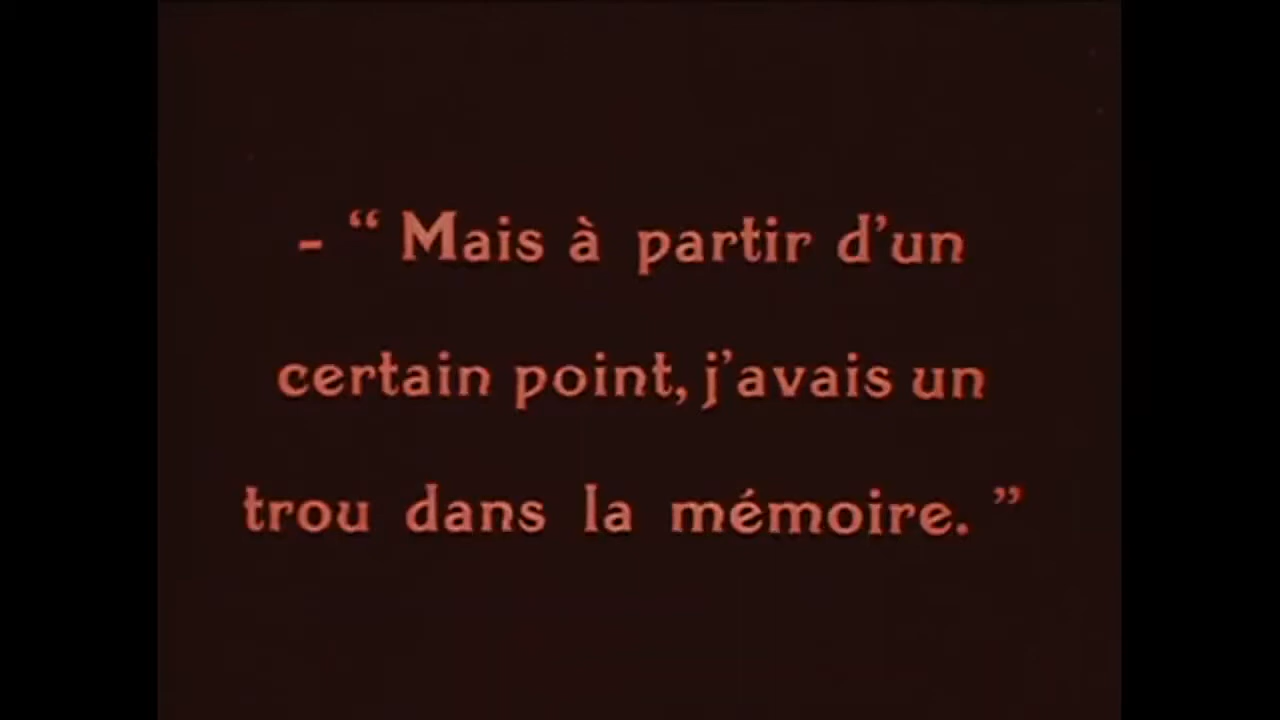 - “ Mais à partir d’un
certain point, j’avais un
trou dans la mémoire. ”